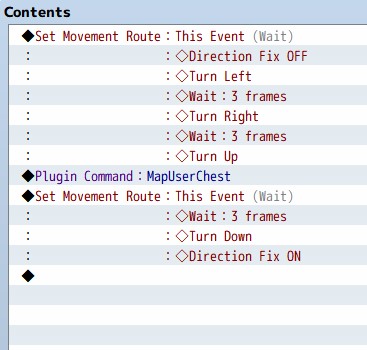 Contents
◆Set Movement Route：This Event (Wait)
：　：◇Direction Fix OFF
：　：◇Turn Left
：　：◇Wait：3 frames
：　：◇Turn Right
：　：◇Wait：3 frames
：　：◇Turn Up
◆Plugin Command：MapUserChest
◆Set Movement Route：This Event (Wait)
：　：◇Wait：3 frames
：　：◇Turn Down
：　：◇Direction Fix ON
◆